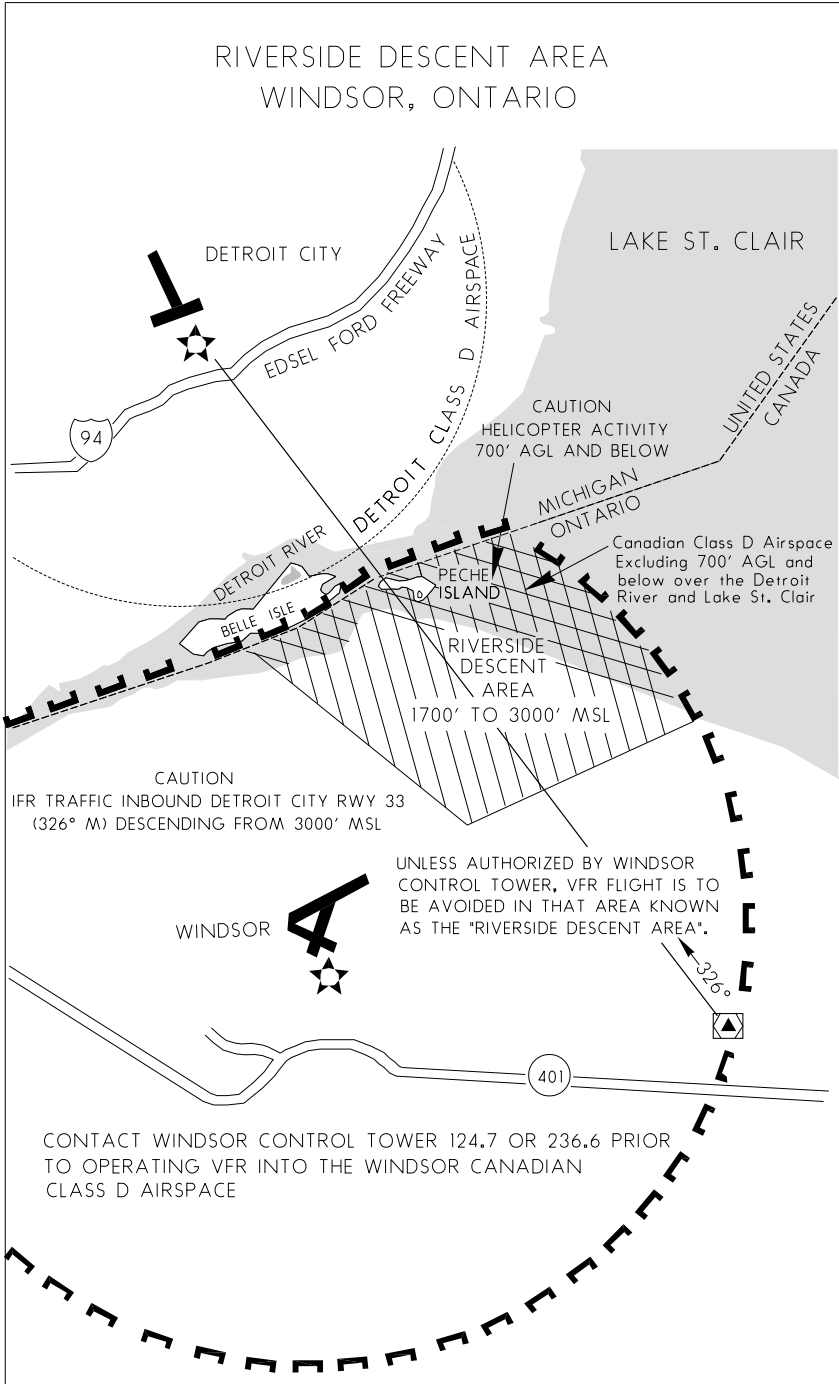 RIVERSIDE DESCENT AREA
WINDSOR, ONTARIO
DETROIT CITY
LAKE ST. CLAIR
EDSEL FORD FREEWAY
DETROIT CLASS D AIRSPACE
UNITED STATES
CANADA
94
CAUTION
HELICOPTER ACTIVITY
700' AGL AND BELOW
MICHIGAN
ONTARIO
Canadian Class D Airspace
Excluding 700' AGL and
below over the Detroit
River and Lake St. Clair
DETROIT RIVER
BELLE ISLE
PECHE
ISLAND
10
RIVERSIDE
DESCENT
AREA
1700' TO 3000' MSL
CAUTION
IFR TRAFFIC INBOUND DETROIT CITY RWY 33
(326° M) DESCENDING FROM 3000' MSL
UNLESS AUTHORIZED BY WINDSOR
CONTROL TOWER, VFR FLIGHT IS TO
BE AVOIDED IN THAT AREA KNOWN
AS THE "RIVERSIDE DESCENT AREA".
WINDSOR
326°
401
CONTACT WINDSOR CONTROL TOWER 124.7 OR 236.6 PRIOR
TO OPERATING VFR INTO THE WINDSOR CANADIAN
CLASS D AIRSPACE